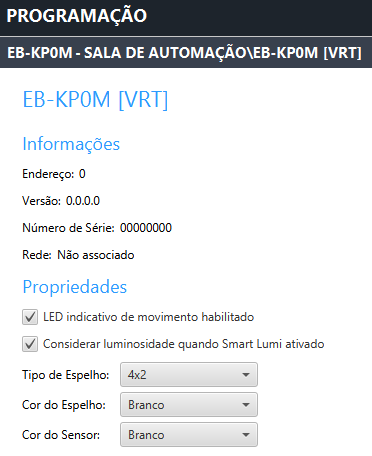 PROGRAMAÇÃO
EB-KP0M - SALA DE AUTOMAÇÃO\EB-KP0M [VRT]
EB-KP0M [VRT]
Informações
Endereço: 0
Versão: 0.0.0.0
Número de Série: 00000000
Rede: Não associado
Propriedades
LED indicativo de movimento habilitado
Considerar luminosidade quando Smart Lumi ativado
Tipo de Espelho: 4x2
Cor do Espelho: Branco
Cor do Sensor: Branco